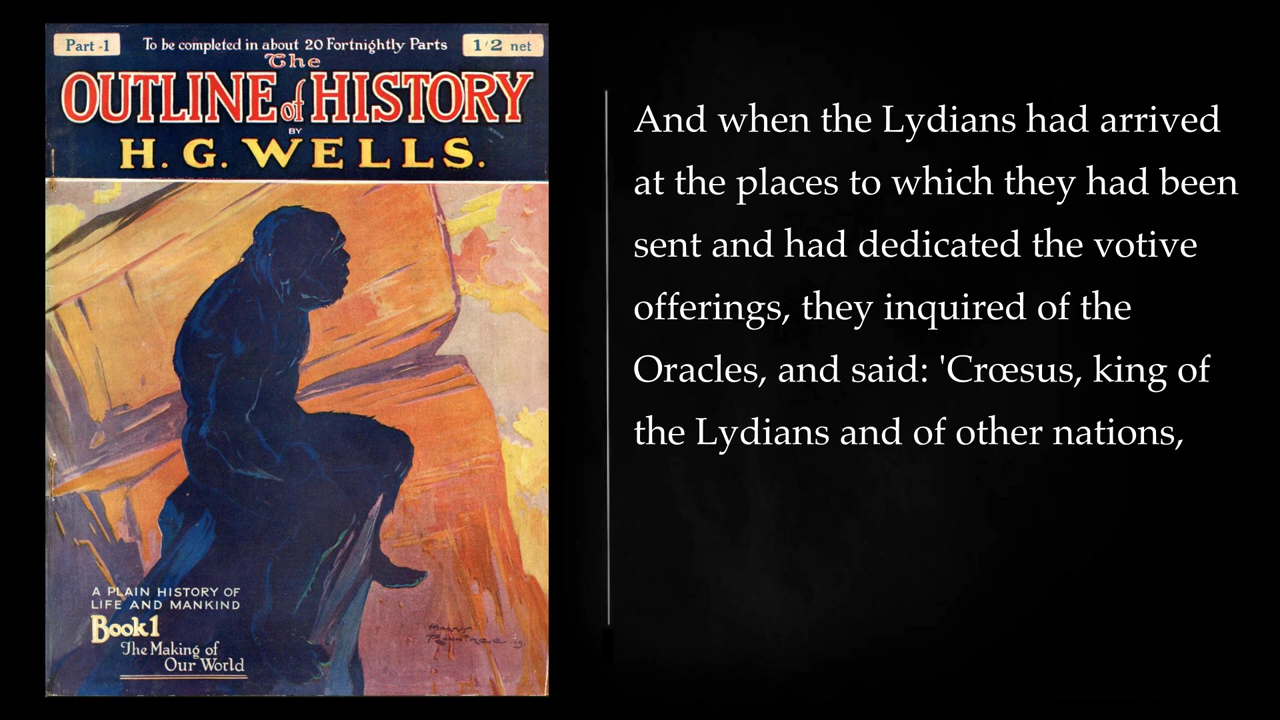 Part -1
To be completed in about 20 Fortnightly Parts
1/2 net
The
OUTLINE of HISTORY
BY
H. G. WELLS.
A PLAIN HISTORY OF
LIFE AND MANKIND
Book 1
The Making of
Our World
And when the Lydians had arrived
at the places to which they had been
sent and had dedicated the votive
offerings, they inquired of the
Oracles, and said: 'Crœsus, king of
the Lydians and of other nations,